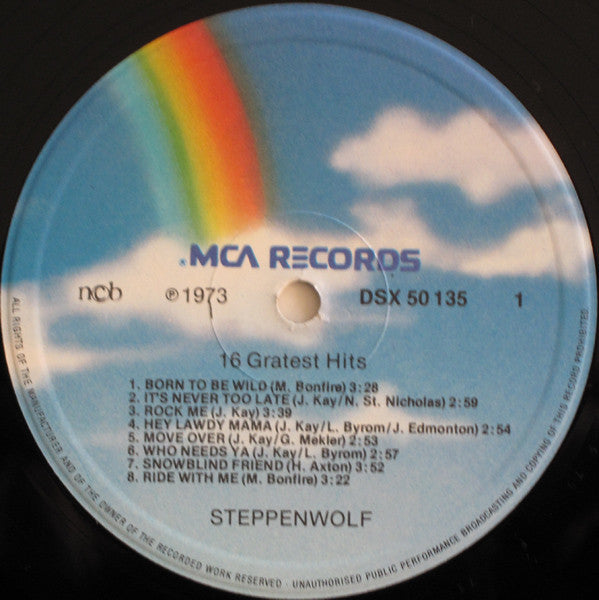 MCA RECORDS
ncb ℗1973 DSX 50 135 1
16 Gratest Hits
1. BORN TO BE WILD (M. Bonfire) 3:28
2. IT'S NEVER TOO LATE (J. Kay/N. St. Nicholas) 2:59
3. ROCK ME (J. Kay) 3:39
4. HEY LAWDY MAMA (J. Kay/L. Byrom/J. Edmonton) 2:54
5. MOVE OVER (J. Kay/G. Mekler) 2:53
6. WHO NEEDS YA (J. Kay/L. Byrom) 2:57
7. SNOWBLIND FRIEND (H. Axton) 3:52
8. RIDE WITH ME (M. Bonfire) 3:22
STEPPENWOLF
ALL RIGHTS OF THE MANUFACTURER AND OF THE OWNER OF THE RECORDED WORK RESERVED · UNAUTHORISED PUBLIC PERFORMANCE BROADCASTING AND COPYING OF THIS RECORD PROHIBITED